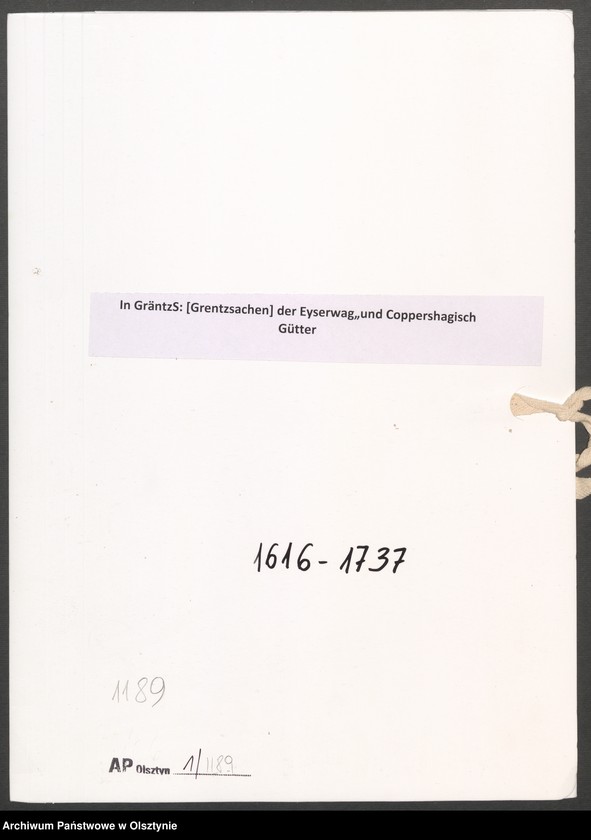 In GräntzS: [Grentzsachen] der Eyserwag„und Coppershagisch
Gütter
1616 - 1737
1189
AP Olsztyn 1/1189
Archiwum Państwowe w Olsztynie